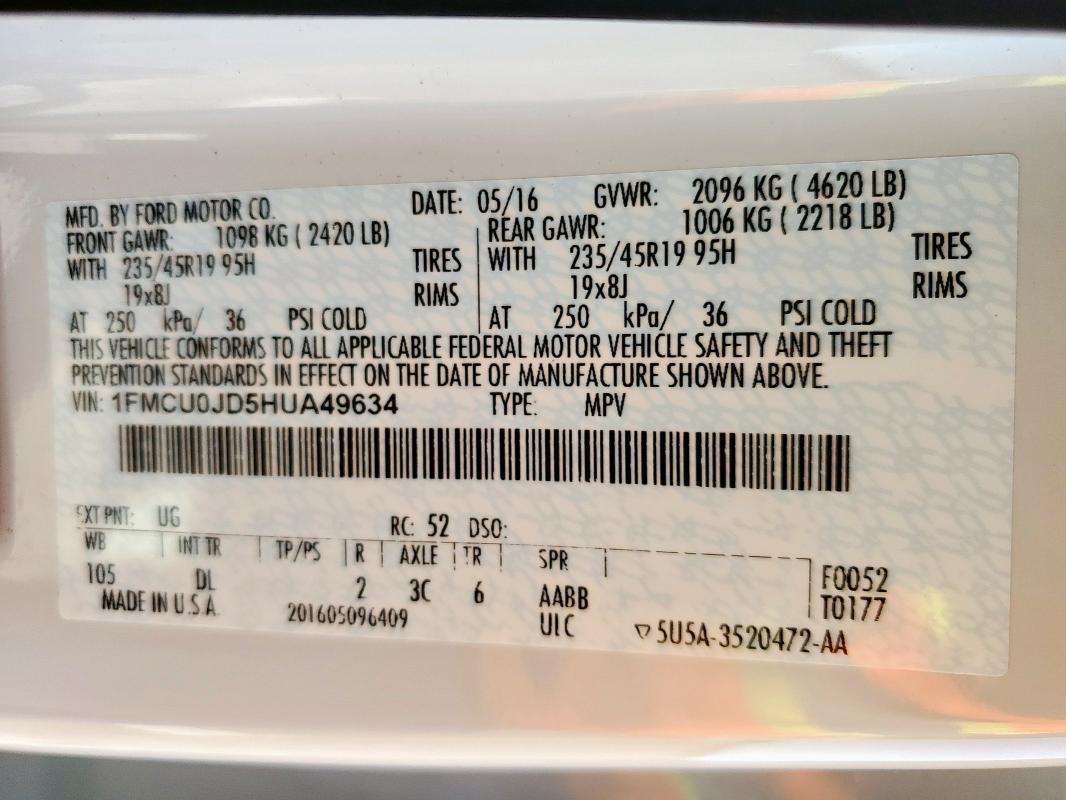 MFD. BY FORD MOTOR CO. DATE: 05/16 GVWR: 2096 KG ( 4620 LB)
FRONT GAWR: 1098 KG ( 2420 LB) REAR GAWR: 1006 KG ( 2218 LB)
WITH 235/45R19 95H TIRES WITH 235/45R19 95H TIRES
19x8J RIMS 19x8J RIMS
AT 250 kPa/ 36 PSI COLD AT 250 kPa/ 36 PSI COLD
THIS VEHICLE CONFORMS TO ALL APPLICABLE FEDERAL MOTOR VEHICLE SAFETY AND THEFT
PREVENTION STANDARDS IN EFFECT ON THE DATE OF MANUFACTURE SHOWN ABOVE.
VIN: 1FMCU0JD5HUA49634 TYPE: MPV
EXT PNT: UG RC: 52 DSO:
WB INT TR TP/PS R AXLE TR SPR
105 DL 2 3C 6 AABB F0052
MADE IN U.S.A. 201605096409 UIC T0177
▽5U5A-3520472-AA